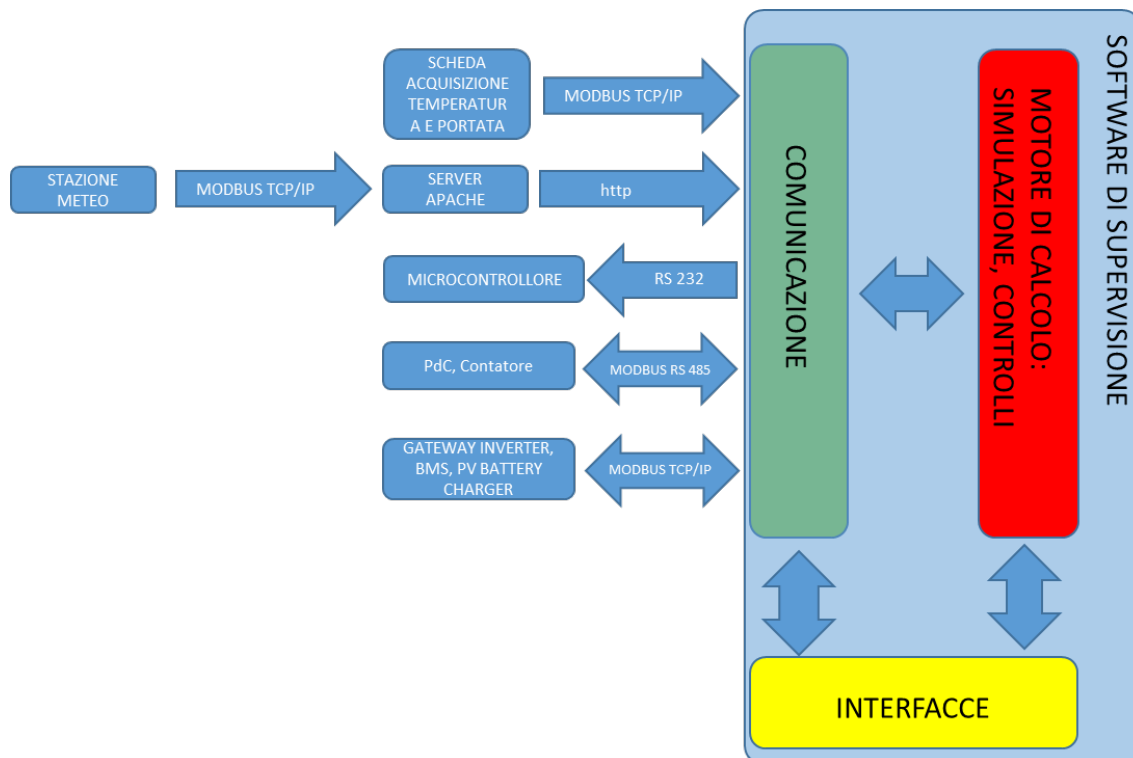 SCHEDA
ACQUISIZIONE
TEMPERATUR
A E PORTATA
MODBUS TCP/IP
STAZIONE
METEO
MODBUS TCP/IP
SERVER
APACHE
http
MICROCONTROLLORE
RS 232
PdC, Contatore
MODBUS RS 485
GATEWAY INVERTER,
BMS, PV BATTERY
CHARGER
MODBUS TCP/IP
COMUNICAZIONE
MOTORE DI CALCOLO:
SIMULAZIONE, CONTROLLI
SOFTWARE DI SUPERVISIONE
INTERFACCE